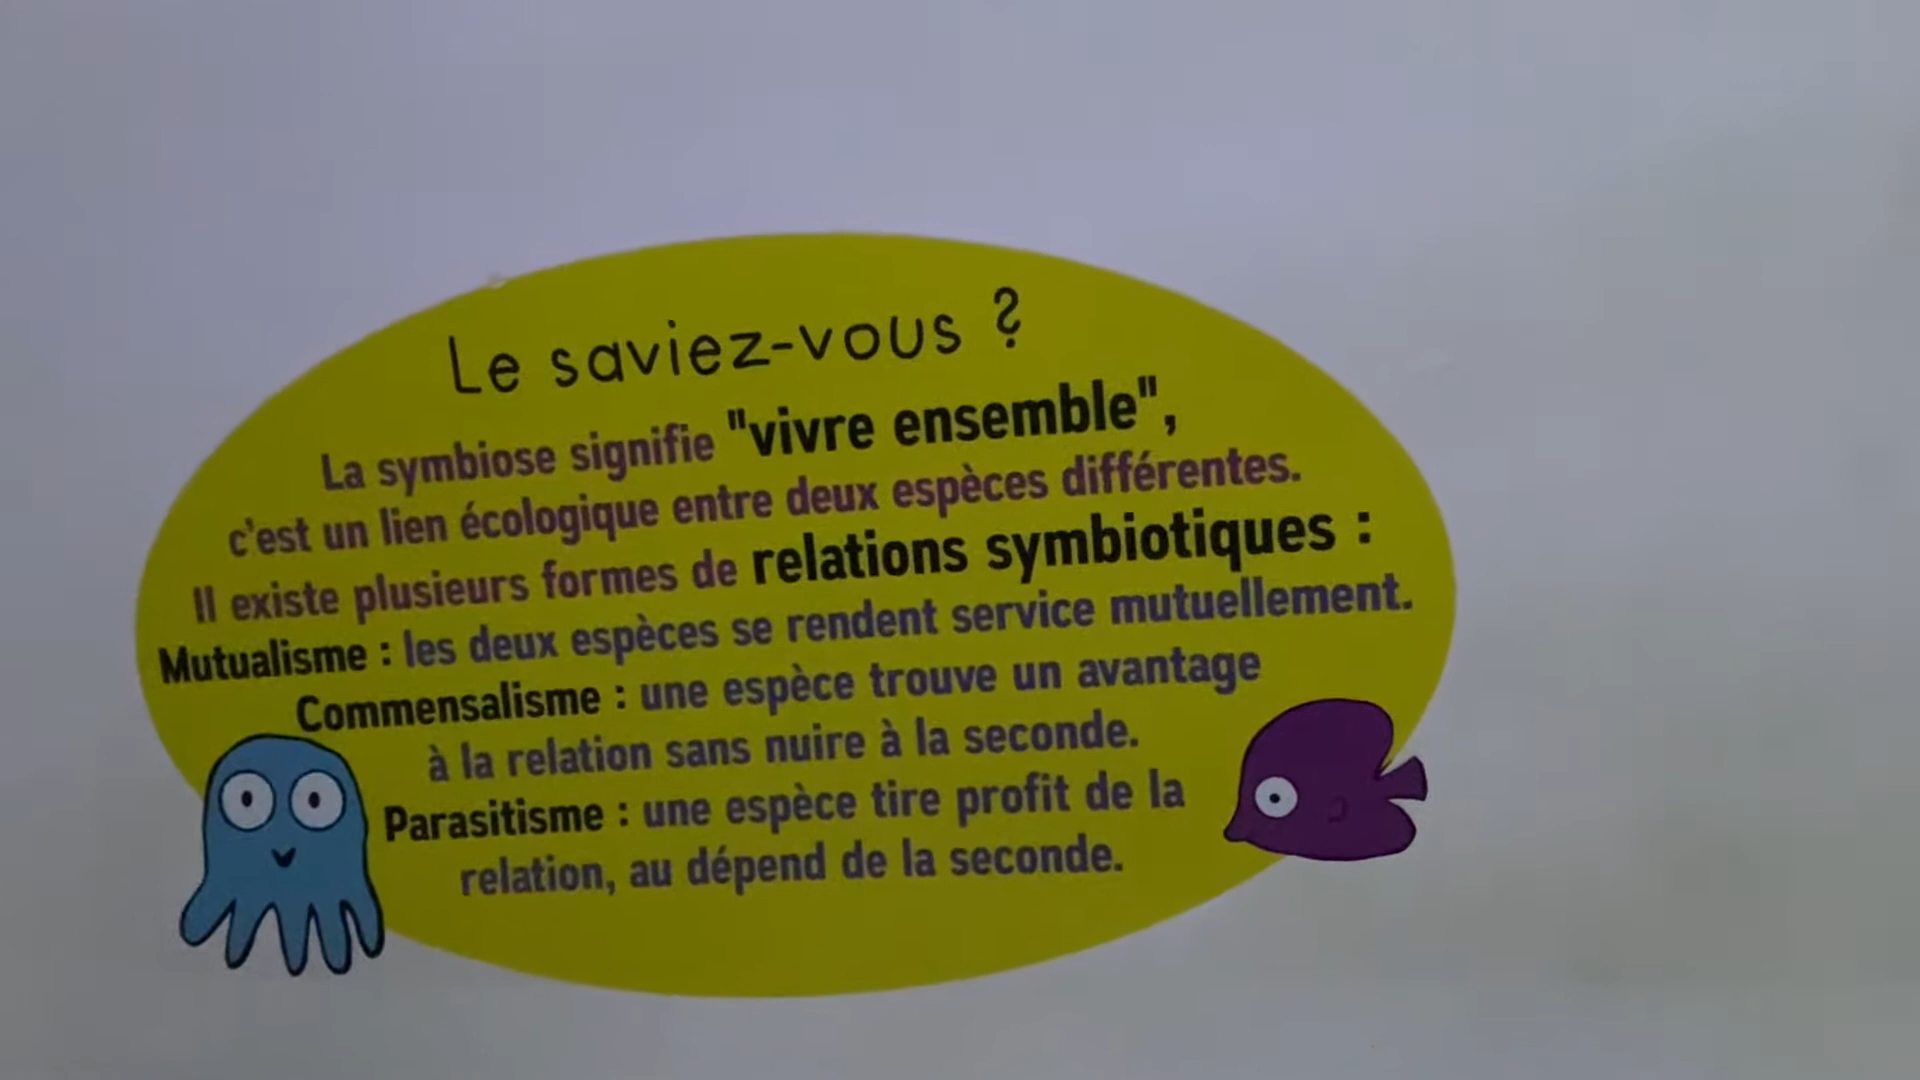 Le saviez-vous ?
La symbiose signifie "vivre ensemble",
c'est un lien écologique entre deux espèces différentes.
Il existe plusieurs formes de relations symbiotiques :
Mutualisme : les deux espèces se rendent service mutuellement.
Commensalisme : une espèce trouve un avantage
à la relation sans nuire à la seconde.
Parasitisme : une espèce tire profit de la
relation, au dépend de la seconde.